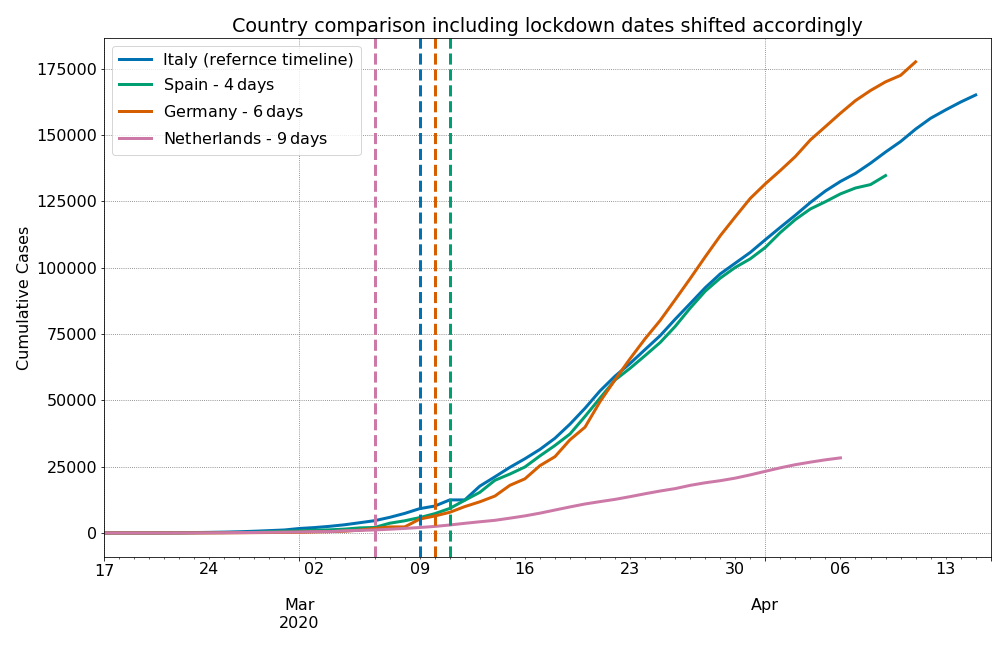 Country comparison including lockdown dates shifted accordingly
Italy (refernce timeline)
Spain - 4 days
Germany - 6 days
Netherlands - 9 days
Cumulative Cases
175000
150000
125000
100000
75000
50000
25000
0
17 24 02 09 16 23 30 06 13
Mar Apr
2020